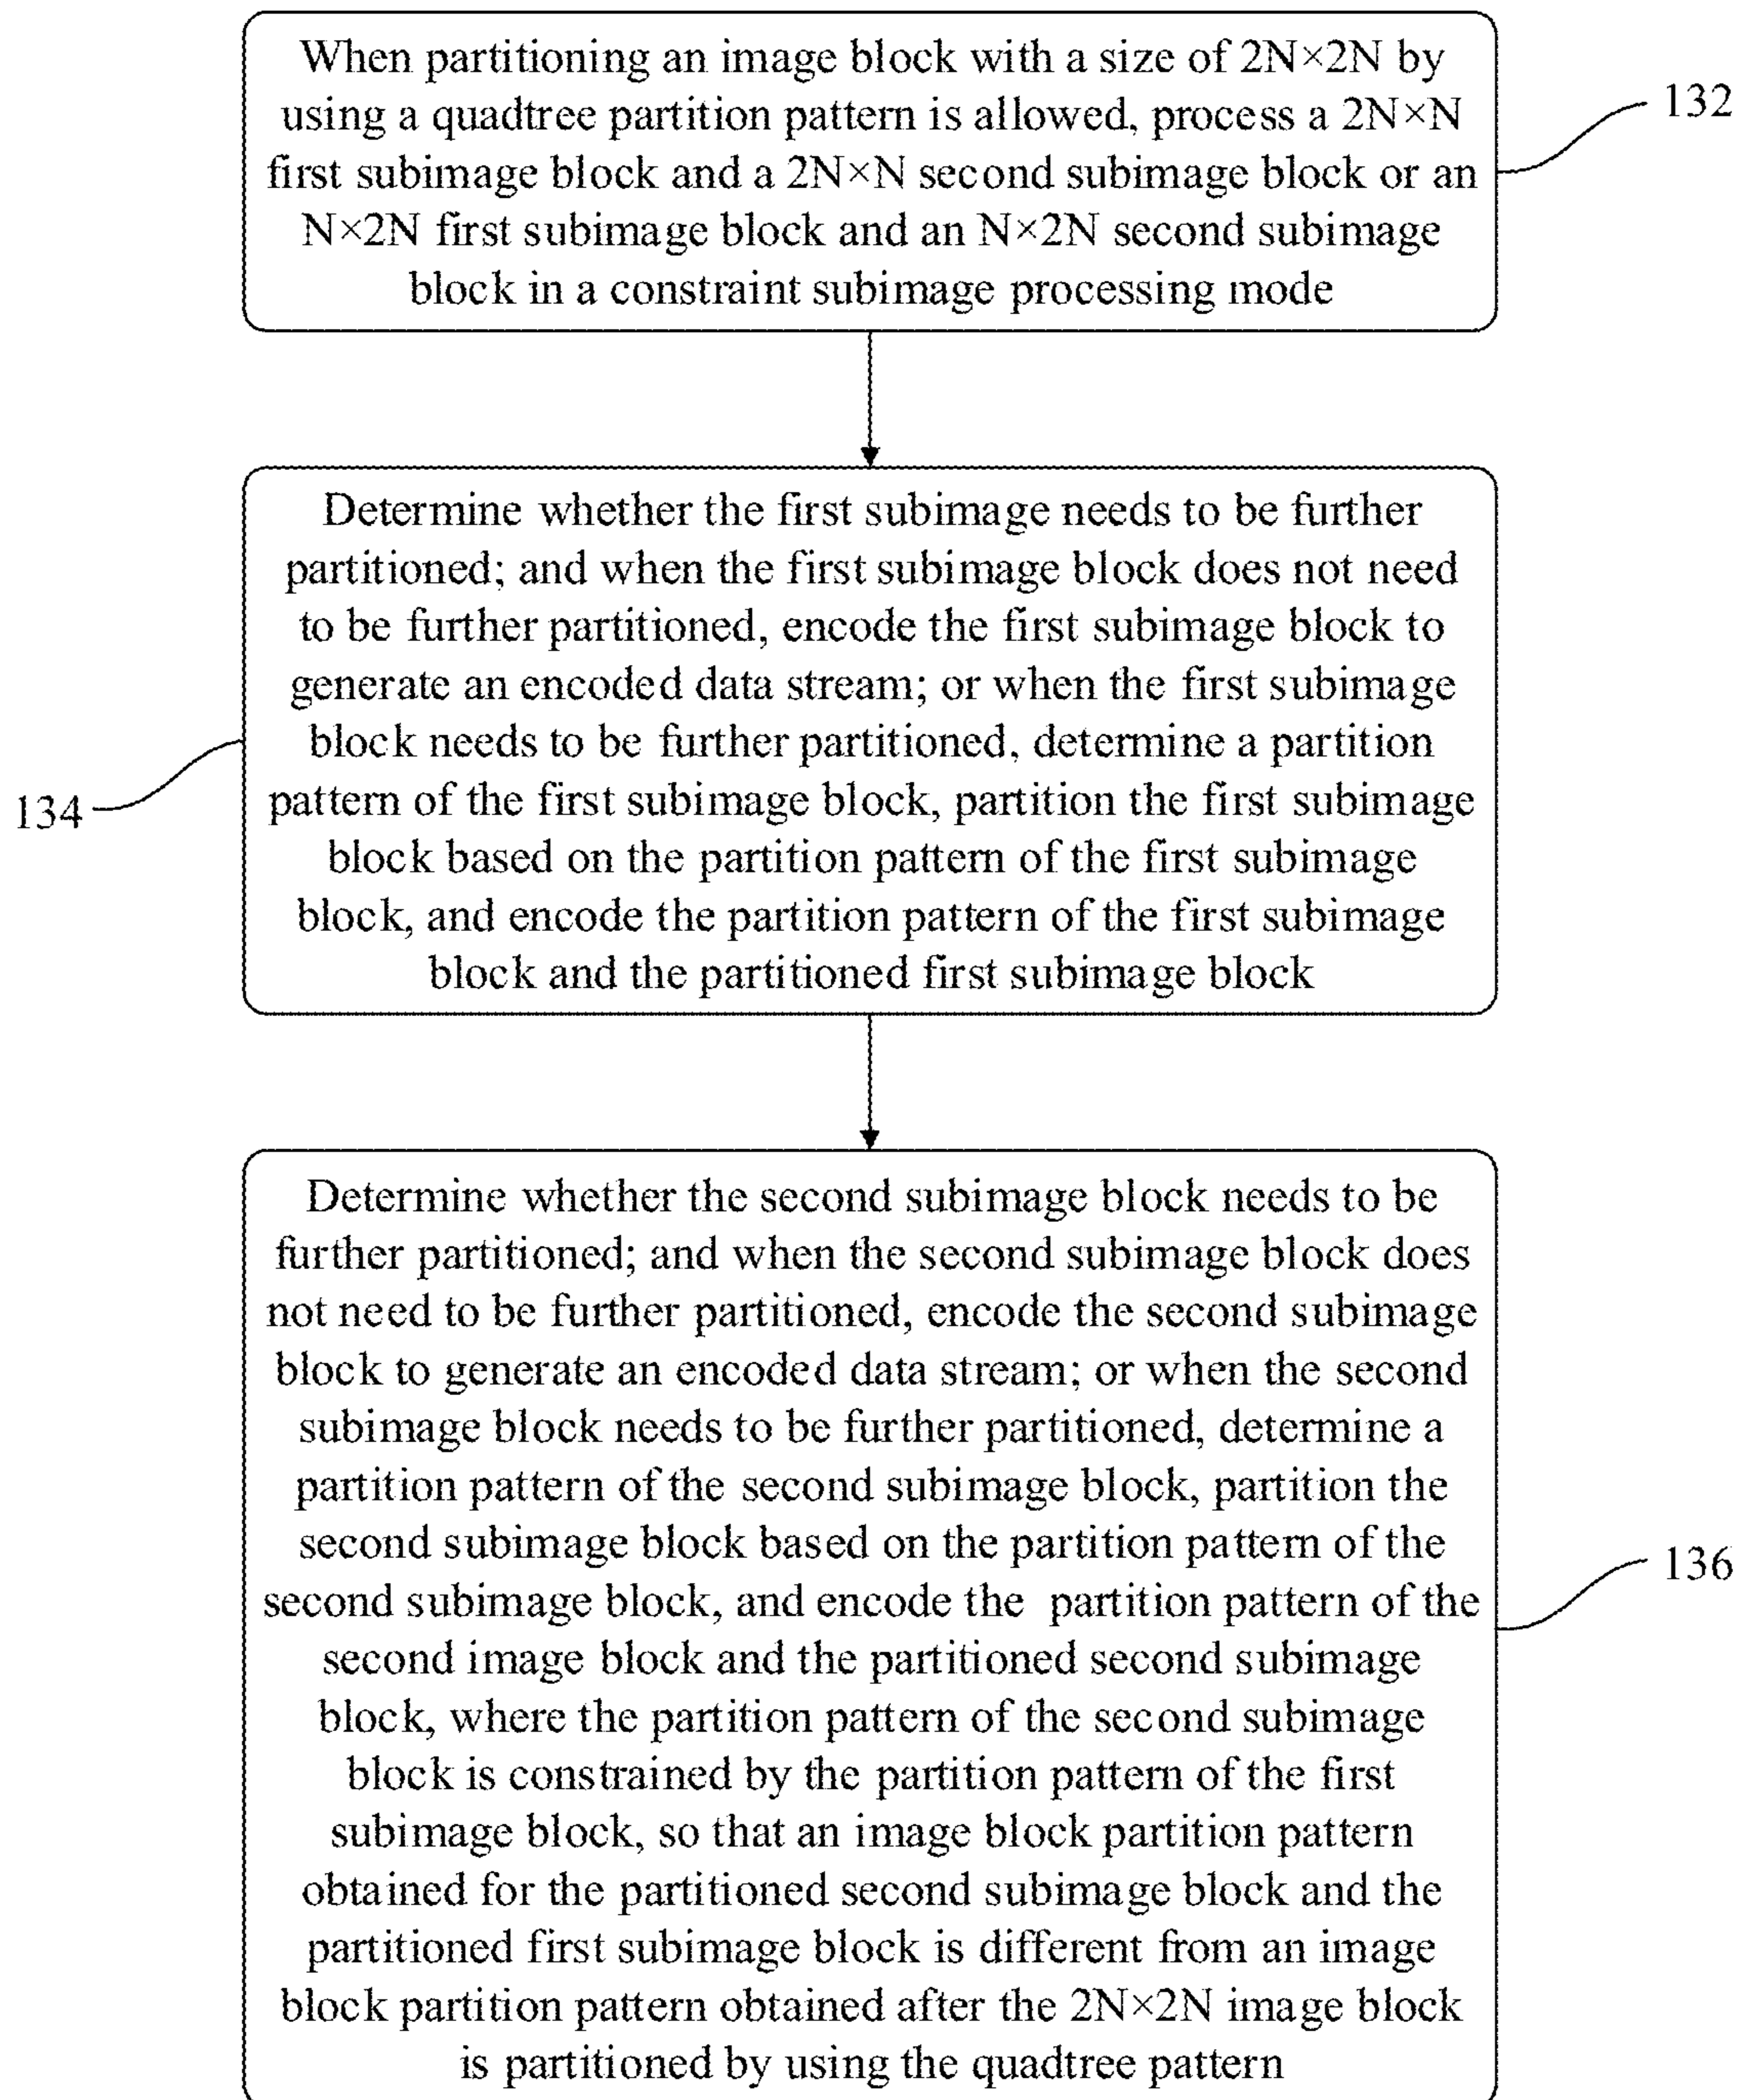 When partitioning an image block with a size of 2N×2N by
using a quadtree partition pattern is allowed, process a 2N×N
first subimage block and a 2N×N second subimage block or an
N×2N first subimage block and an N×2N second subimage
block in a constraint subimage processing mode
132
Determine whether the first subimage needs to be further
partitioned; and when the first subimage block does not need
to be further partitioned, encode the first subimage block to
generate an encoded data stream; or when the first subimage
block needs to be further partitioned, determine a partition
pattern of the first subimage block, partition the first subimage
block based on the partition pattern of the first subimage
block, and encode the partition pattern of the first subimage
block and the partitioned first subimage block
134
Determine whether the second subimage block needs to be
further partitioned; and when the second subimage block does
not need to be further partitioned, encode the second subimage
block to generate an encoded data stream; or when the second
subimage block needs to be further partitioned, determine a
partition pattern of the second subimage block, partition the
second subimage block based on the partition pattern of the
second subimage block, and encode the partition pattern of the
second image block and the partitioned second subimage
block, where the partition pattern of the second subimage
block is constrained by the partition pattern of the first
subimage block, so that an image block partition pattern
obtained for the partitioned second subimage block and the
partitioned first subimage block is different from an image
block partition pattern obtained after the 2N×2N image block
is partitioned by using the quadtree pattern
136